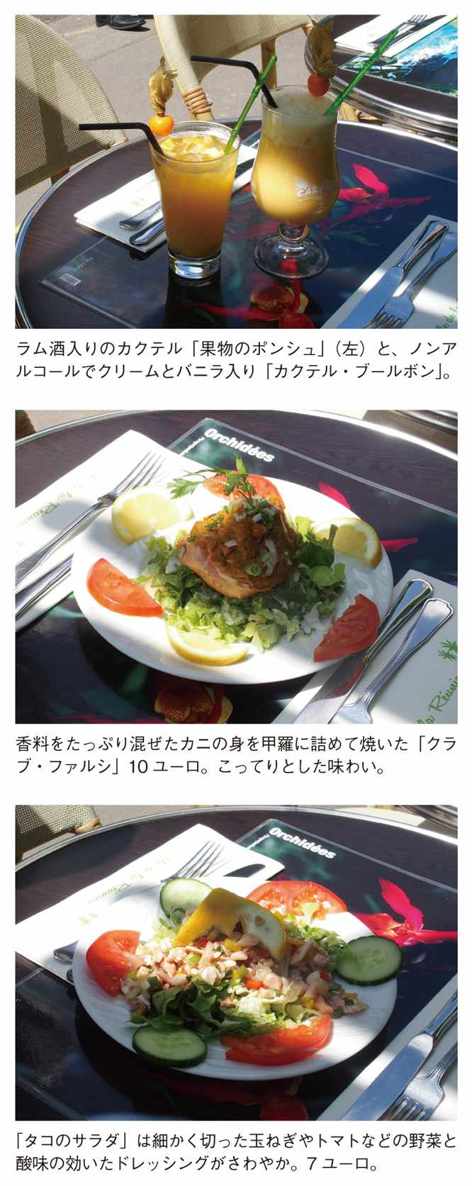 ラム酒入りのカクテル「果物のポンシュ」（左）と、ノンア
ルコールでクリームとバニラ入り「カクテル・ブールボン」。
Orchidées
香料をたっぷり混ぜたカニの身を甲羅に詰めて焼いた「クラ
ブ・ファルシ」10 ユーロ。こってりとした味わい。
Orchidées
「タコのサラダ」は細かく切った玉ねぎやトマトなどの野菜と
酸味の効いたドレッシングがさわやか。7 ユーロ。